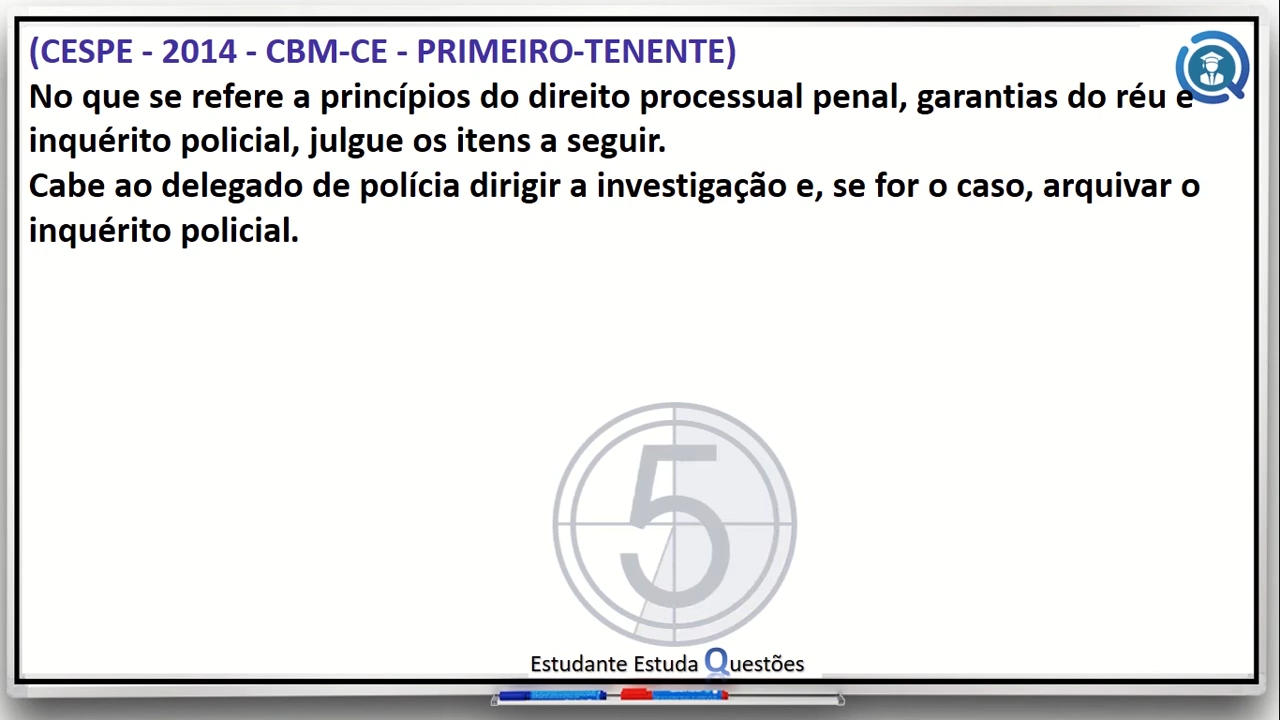 (CESPE - 2014 - CBM-CE - PRIMEIRO-TENENTE)
No que se refere a princípios do direito processual penal, garantias do réu e
inquérito policial, julgue os itens a seguir.
Cabe ao delegado de polícia dirigir a investigação e, se for o caso, arquivar o
inquérito policial.
5
Estudante Estuda Questões